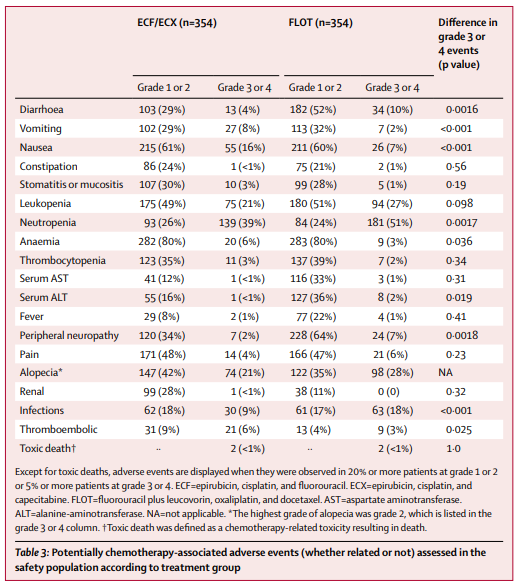 ECF/ECX (n=354) FLOT (n=354) Difference in
grade 3 or
4 events
(p value)
Grade 1 or 2 Grade 3 or 4 Grade 1 or 2 Grade 3 or 4
Diarrhoea 103 (29%) 13 (4%) 182 (52%) 34 (10%) 0·0016
Vomiting 102 (29%) 27 (8%) 113 (32%) 7 (2%) <0·001
Nausea 215 (61%) 55 (16%) 211 (60%) 26 (7%) <0·001
Constipation 86 (24%) 1 (<1%) 75 (21%) 2 (1%) 0·56
Stomatitis or mucositis 107 (30%) 10 (3%) 99 (28%) 5 (1%) 0·19
Leukopenia 175 (49%) 75 (21%) 180 (51%) 94 (27%) 0·098
Neutropenia 93 (26%) 139 (39%) 84 (24%) 181 (51%) 0·0017
Anaemia 282 (80%) 20 (6%) 283 (80%) 9 (3%) 0·036
Thrombocytopenia 123 (35%) 11 (3%) 137 (39%) 7 (2%) 0·34
Serum AST 41 (12%) 1 (<1%) 116 (33%) 3 (1%) 0·31
Serum ALT 55 (16%) 1 (<1%) 127 (36%) 8 (2%) 0·019
Fever 29 (8%) 2 (1%) 77 (22%) 4 (1%) 0·41
Peripheral neuropathy 120 (34%) 7 (2%) 228 (64%) 24 (7%) 0·0018
Pain 171 (48%) 14 (4%) 166 (47%) 21 (6%) 0·23
Alopecia* 147 (42%) 74 (21%) 122 (35%) 98 (28%) NA
Renal 99 (28%) 1 (<1%) 38 (11%) 0 (0) 0·32
Infections 62 (18%) 30 (9%) 61 (17%) 63 (18%) <0·001
Thromboembolic 31 (9%) 21 (6%) 13 (4%) 9 (3%) 0·025
Toxic death† ·· 2 (<1%) ·· 2 (<1%) 1·0
Except for toxic deaths, adverse events are displayed when they were observed in 20% or more patients at grade 1 or 2
or 5% or more patients at grade 3 or 4. ECF=epirubicin, cisplatin, and fluorouracil. ECX=epirubicin, cisplatin, and
capecitabine. FLOT=fluorouracil plus leucovorin, oxaliplatin, and docetaxel. AST=aspartate aminotransferase.
ALT=alanine-aminotransferase. NA=not applicable. *The highest grade of alopecia was grade 2, which is listed in the
grade 3 or 4 column. †Toxic death was defined as a chemotherapy-related toxicity resulting in death.
Table 3: Potentially chemotherapy-associated adverse events (whether related or not) assessed in the
safety population according to treatment group